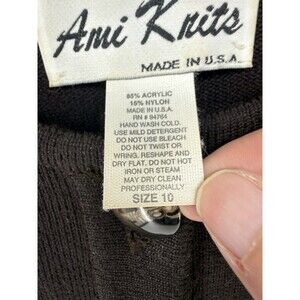 Ami Knits
MADE IN U.S.A.
85% ACRYLIC
15% NYLON
MADE IN U.S.A.
RN # 94764
HAND WASH COLD.
USE MILD DETERGENT
DO NOT USE BLEACH
DO NOT TWIST OR
WRING. RESHAPE AND
DRY FLAT. DO NOT
IRON OR STEAM
MAY DRY CLEAN
PROFESSIONALLY
SIZE 10